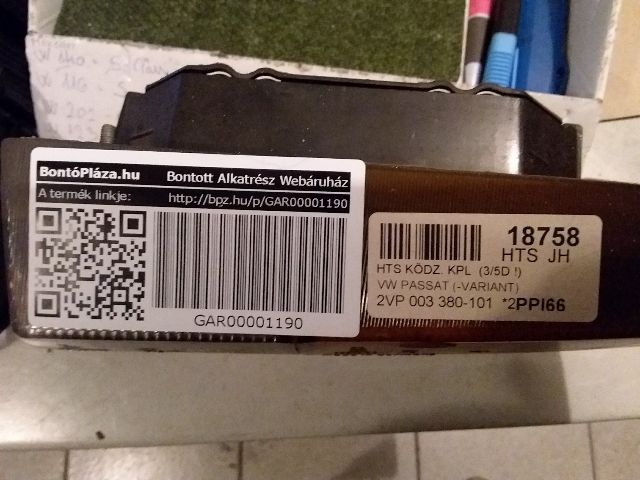 BontóPláza.hu Bontott Alkatrész Webáruház
A termék linkje: http://bpz.hu/p/GAR00001190
GAR00001190
18758
HTS JH
HTS KÖDZ. KPL (3/5D !)
VW PASSAT (-VARIANT)
2VP 003 380-101 *2PPI66